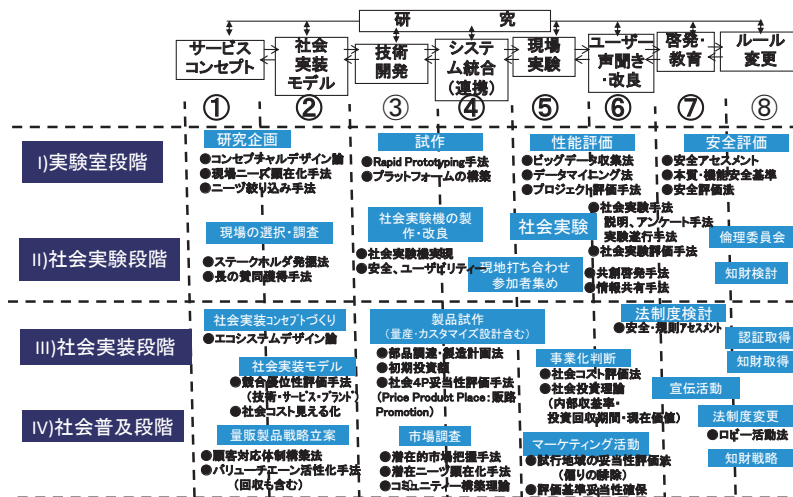 研　　究
サービス
コンセプト
社会
実装
モデル
技術
開発
システ
ム統合
(連携)
現場
実験
ユーザー
声聞き
・改良
啓発・
教育
ルール
変更
① ② ③ ④ ⑤ ⑥ ⑦ ⑧
I)実験室段階
研究企画
●コンセプチャルデザイン論
●現場ニーズ顕在化手法
●ニーツ絞り込み手法
試作
●Rapid Prototyping手法
●プラットフォームの構築
性能評価
●ビッグデータ収集法
●データマイニング法
●プロジェクト評価手法
安全評価
●安全アセスメント
●本質・機能安全基準
●安全評価法
II)社会実験段階
現場の選択・調査
●ステークホルダ発掘法
●長の賛同獲得手法
社会実験機の製
作・改良
●社会実験機実現
●安全、ユーザビリティー
社会実験
●社会実験手法
説明、アンケート手法
実験遂行手法
●社会実験評価手法
現地打ち合わせ
参加者集め
●共創啓発手法
●情報共有手法
倫理委員会
知財検討
III)社会実装段階
社会実装コンセプトづくり
●エコシステムデザイン論
社会実装モデル
●競合優位性評価手法
(技術・サービス・ブランド)
●社会コスト見える化
製品試作
(量産・カスタマイズ設計含む)
●部品調達・製造計画法
●初期投資額
●社会4P妥当性評価手法
(Price Product Place:販路
Promotion)
事業化判断
●社会コスト評価法
●社会投資理論
(内部収益率・
投資回収期間・現在価値)
法制度検討
●安全・規則アセスメント
認証取得
知財取得
宣伝活動
IV)社会普及段階
量販製品戦略立案
●顧客対応体制構築法
●バリューチエーン活性化手法
(回収も含む)
市場調査
●潜在的市場把握手法
●潜在ニーツ顕在化手法
●コミュニティー構築理論
マーケティング活動
●試行地域の妥当性評価法
(偏りの排除)
●評価基準妥当性確保
法制度変更
●ロビー活動法
知財戦略